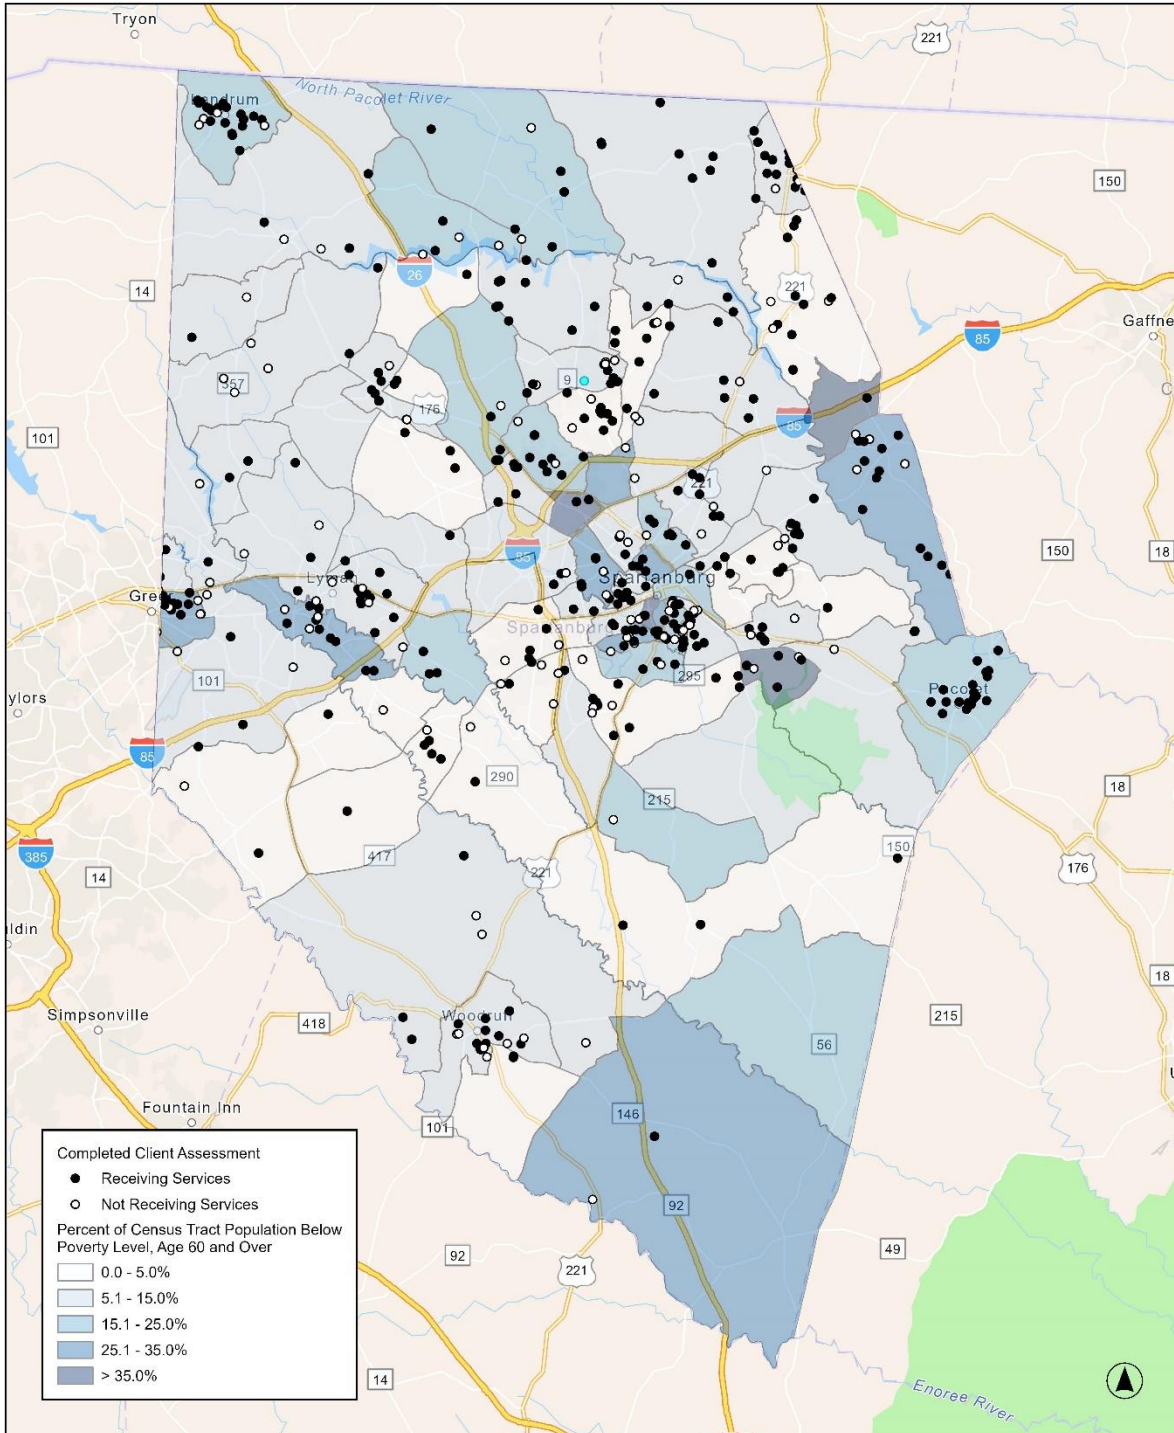 Tryon
221
North Pacolet River
150
14
26
221
85
Gaffne
357
9
176
101
85
221
85
150
18
Lyman
Spartanburg
Gree
Spartanburg
101
295
Pacolet
ylors
85
290
215
18
385
417
150
14
221
176
uldin
18
Simpsonville
418
Woodruff
215
56
Fountain Inn
146
101
92
92
49
221
14
Enoree River
Completed Client Assessment
Receiving Services
Not Receiving Services
Percent of Census Tract Population Below
Poverty Level, Age 60 and Over
0.0 - 5.0%
5.1 - 15.0%
15.1 - 25.0%
25.1 - 35.0%
> 35.0%